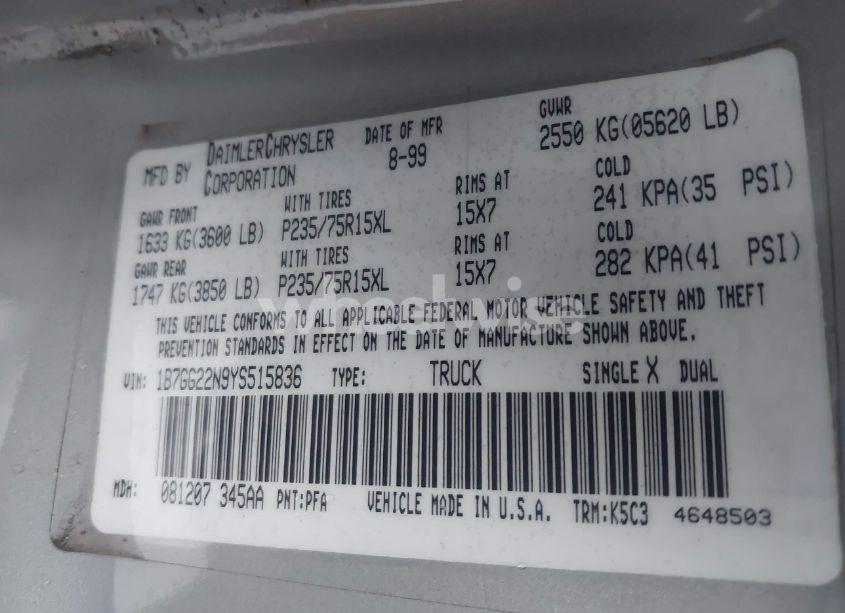 MFD BY DAIMLERCHRYSLER CORPORATION DATE OF MFR 8-99 GVWR 2550 KG(05620 LB)
GAWR FRONT WITH TIRES RIMS AT COLD
1633 KG(3600 LB) P235/75R15XL 15X7 241 KPA(35 PSI)
GAWR REAR WITH TIRES RIMS AT COLD
1747 KG(3850 LB) P235/75R15XL 15X7 282 KPA(41 PSI)
THIS VEHICLE CONFORMS TO ALL APPLICABLE FEDERAL MOTOR VEHICLE SAFETY AND THEFT
PREVENTION STANDARDS IN EFFECT ON THE DATE OF MANUFACTURE SHOWN ABOVE.
VIN: 1B7GG22N9YS515836 TYPE: TRUCK SINGLE X DUAL
MDH: 081207 345AA PNT:PFA VEHICLE MADE IN U.S.A. TRM:K5C3 4648503
wheelwise